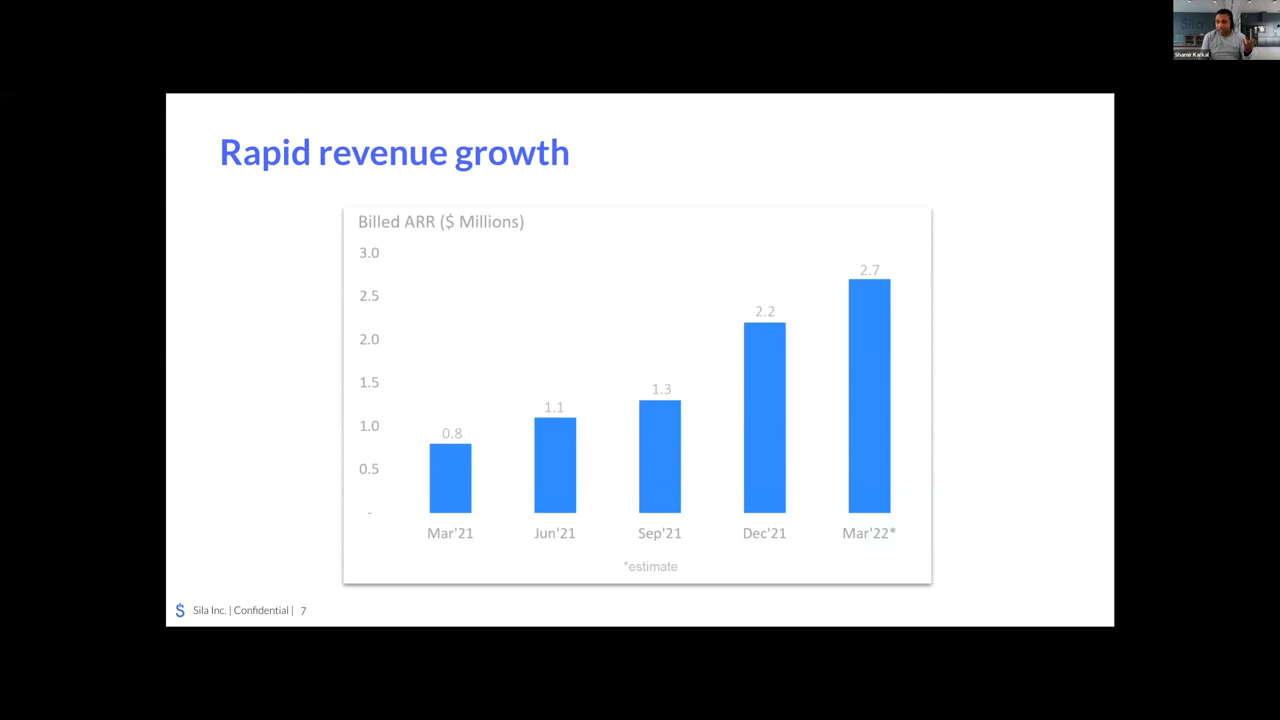 Shamir Karkal
Rapid revenue growth
Billed ARR ($ Millions)
3.0
2.5
2.0
1.5
1.0
0.5
-
0.8
1.1
1.3
2.2
2.7
Mar'21 Jun'21 Sep'21 Dec'21 Mar'22*
*estimate
$ Sila Inc. | Confidential | 7